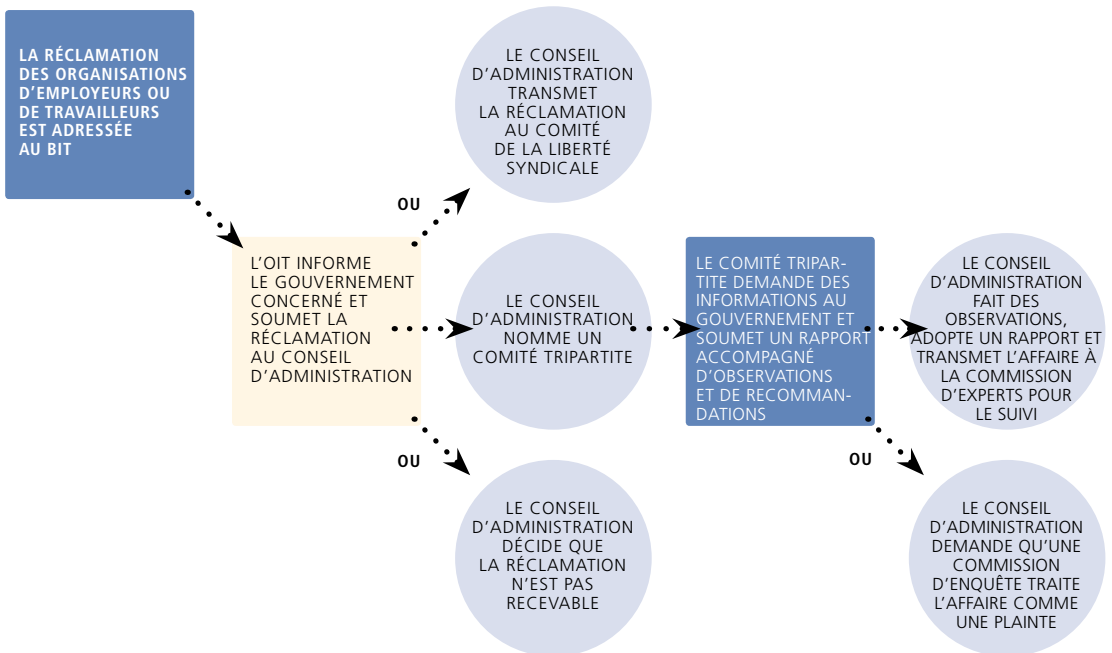 LA RÉCLAMATION
DES ORGANISATIONS
D'EMPLOYEURS OU
DE TRAVAILLEURS
EST ADRESSÉE
AU BIT
LE CONSEIL
D'ADMINISTRATION
TRANSMET
LA RÉCLAMATION
AU COMITÉ
DE LA LIBERTÉ
SYNDICALE
OU
L'OIT INFORME
LE GOUVERNEMENT
CONCERNÉ ET
SOUMET LA
RÉCLAMATION
AU CONSEIL
D'ADMINISTRATION
LE CONSEIL
D'ADMINISTRATION
NOMME UN
COMITÉ TRIPARTITE
LE COMITÉ TRIPAR-
TITE DEMANDE DES
INFORMATIONS AU
GOUVERNEMENT ET
SOUMET UN RAPPORT
ACCOMPAGNÉ
D'OBSERVATIONS
ET DE RECOMMAN-
DATIONS
LE CONSEIL
D'ADMINISTRATION
FAIT DES
OBSERVATIONS,
ADOPTE UN RAPPORT ET
TRANSMET L'AFFAIRE À
LA COMMISSION
D'EXPERTS POUR
LE SUIVI
OU
LE CONSEIL
D'ADMINISTRATION
DÉCIDE QUE
LA RÉCLAMATION
N'EST PAS
RECEVABLE
OU
LE CONSEIL
D'ADMINISTRATION
DEMANDE QU'UNE
COMMISSION
D'ENQUÊTE TRAITE
L'AFFAIRE COMME
UNE PLAINTE